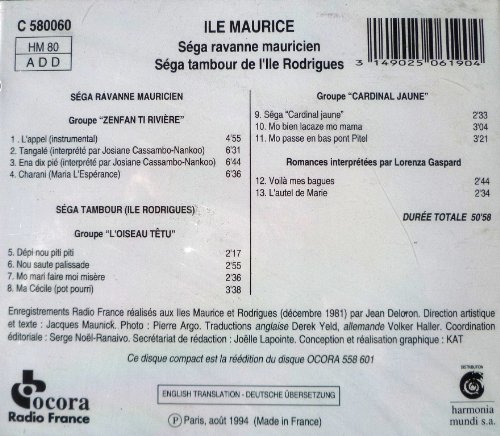 C 580060
HM 80
A D D
ILE MAURICE
Séga ravanne mauricien
Séga tambour de l'Ile Rodrigues
3 149025 061904
SÉGA RAVANNE MAURICIEN
Groupe "ZENFAN TI RIVIÈRE"
1 . L'appel (instrumental) 4'55
2. Tangalé (interprété par Josiane Cassambo-Nankoo) 6'31
3. Ena dix pié (interprété par Josiane Cassambo-Nankoo) 6'44
4. Charani (Maria L'Espérance) 6'36
SÉGA TAMBOUR (ILE RODRIGUES)
Groupe "L'OISEAU TÊTU"
5. Dépi nou piti piti 2'17
6. Nou saute palissade 2'55
7. Mo mari faire moi misère 2'36
8. Ma Cécile (pot pourri) 3'38
Groupe "CARDINAL JAUNE"
9. Séga "Cardinal jaune" 2'33
10. Mo bien lacaze mo mama 3'04
11. Mo passe en bas pont Pitel 3'21
Romances interprétées par Lorenza Gaspard
12. Voilà mes bagues 2'44
13. L'autel de Marie 2'34
DURÉE TOTALE 50'58
Enregistrements Radio France réalisés aux Iles Maurice et Rodrigues (décembre 1981) par Jean Deloron. Direction artistique
et texte : Jacques Maunick. Photo : Pierre Argo. Traductions anglaise Derek Yeld, allemande Volker Haller. Coordination
éditoriale : Serge Noël-Ranaivo. Secrétariat de rédaction : Joëlle Lapointe. Conception et réalisation graphique : KAT
Ce disque compact est la réédition du disque OCORA 558 601
ocora
Radio France
ENGLISH TRANSLATION - DEUTSCHE ÜBERSETZUNG
Ⓟ Paris, août 1994 (Made in France)
DISTRIBUTION
harmonia
mundi s.a.